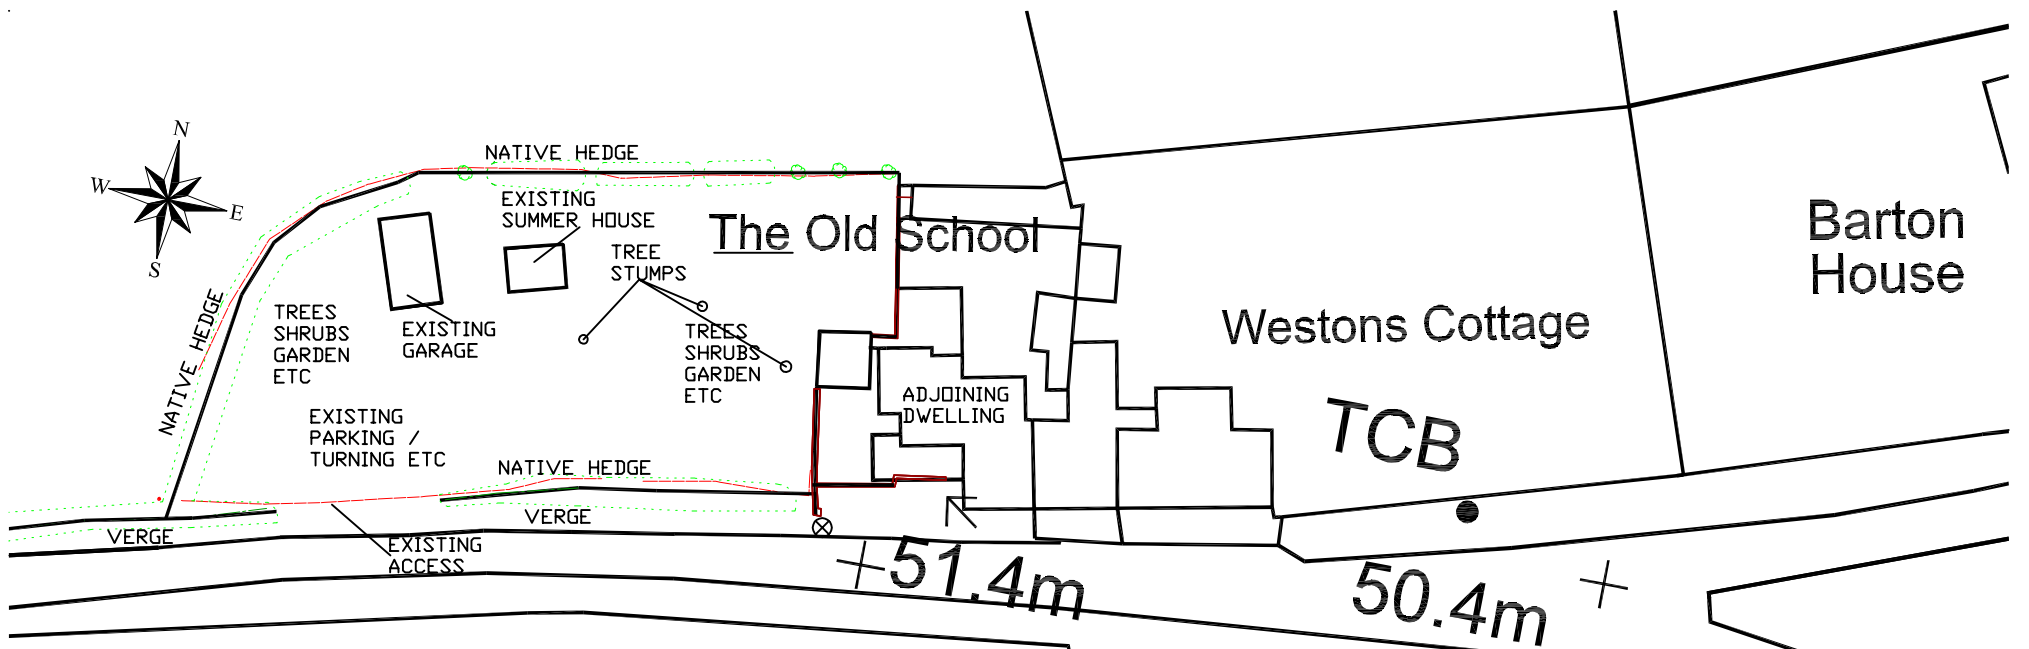 N
W
E
S
NATIVE HEDGE
EXISTING
SUMMER HOUSE
The Old School
TREE
STUMPS
NATIVE HEDGE
TREES
SHRUBS
GARDEN
ETC
EXISTING
GARAGE
TREES
SHRUBS
GARDEN
ETC
ADJOINING
DWELLING
EXISTING
PARKING /
TURNING ETC
NATIVE HEDGE
VERGE
VERGE
EXISTING
ACCESS
Westons Cottage
Barton
House
TCB
51.4m
50.4m